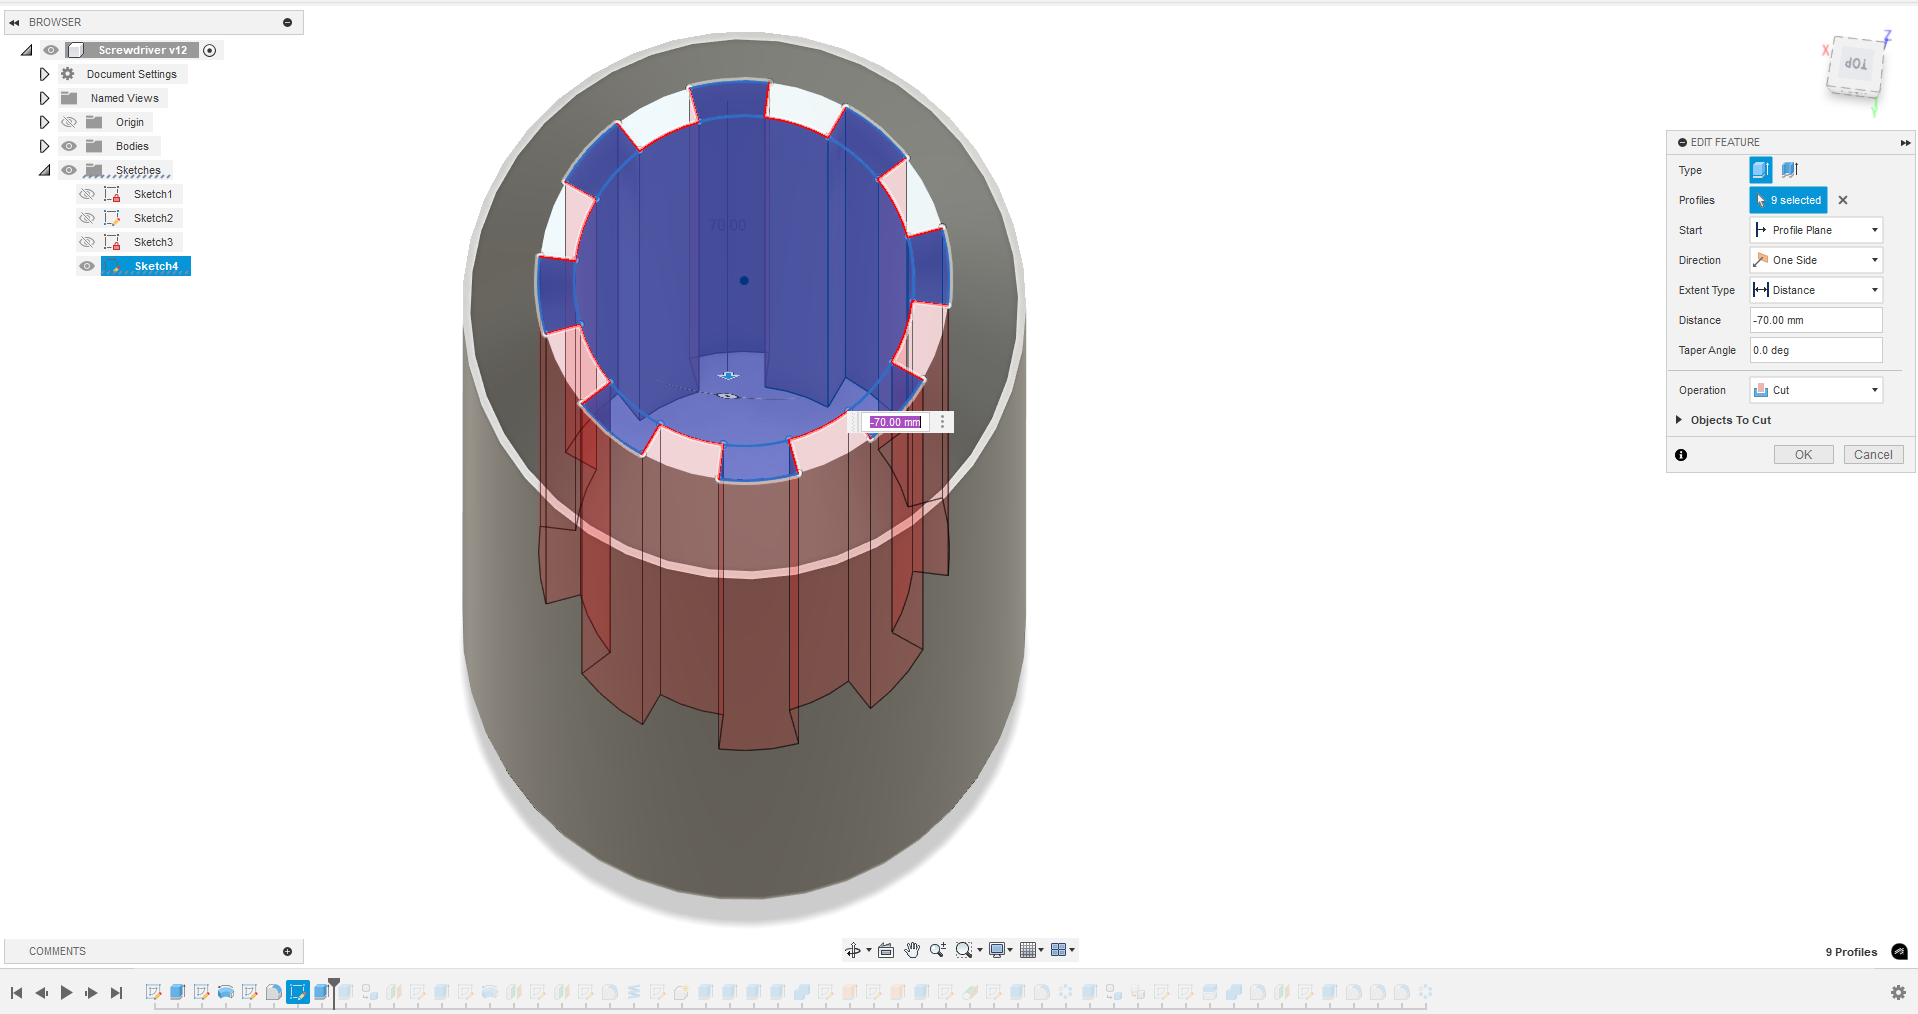 BROWSER
Screwdriver v12
Document Settings
Named Views
Origin
Bodies
Sketches
Sketch1
Sketch2
Sketch3
Sketch4
70.00
-70.00 mm
Z
X
TOP
Y
EDIT FEATURE
Type
Profiles 9 selected
Start Profile Plane
Direction One Side
Extent Type Distance
Distance -70.00 mm
Taper Angle 0.0 deg
Operation Cut
Objects To Cut
OK Cancel
COMMENTS
9 Profiles